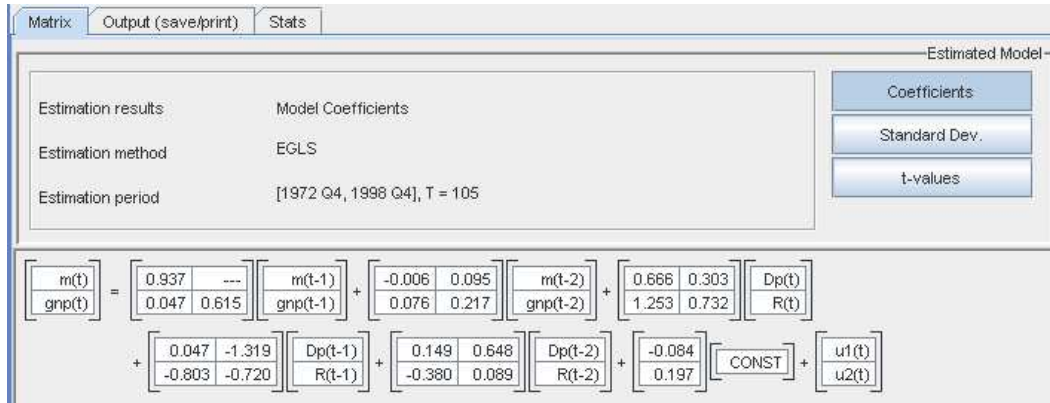 Matrix Output (save/print) Stats
Estimated Model
Estimation results Model Coefficients
Estimation method EGLS
Estimation period [1972 Q4, 1998 Q4], T = 105
Coefficients
Standard Dev.
t-values
m(t) = 0.937 --- m(t-1) + -0.006 0.095 m(t-2) + 0.666 0.303 Dp(t)
gnp(t) 0.047 0.615 gnp(t-1) 0.076 0.217 gnp(t-2) 1.253 0.732 R(t)
+ 0.047 -1.319 Dp(t-1) + 0.149 0.648 Dp(t-2) + -0.084 CONST + u1(t)
-0.803 -0.720 R(t-1) -0.380 0.089 R(t-2) 0.197 u2(t)